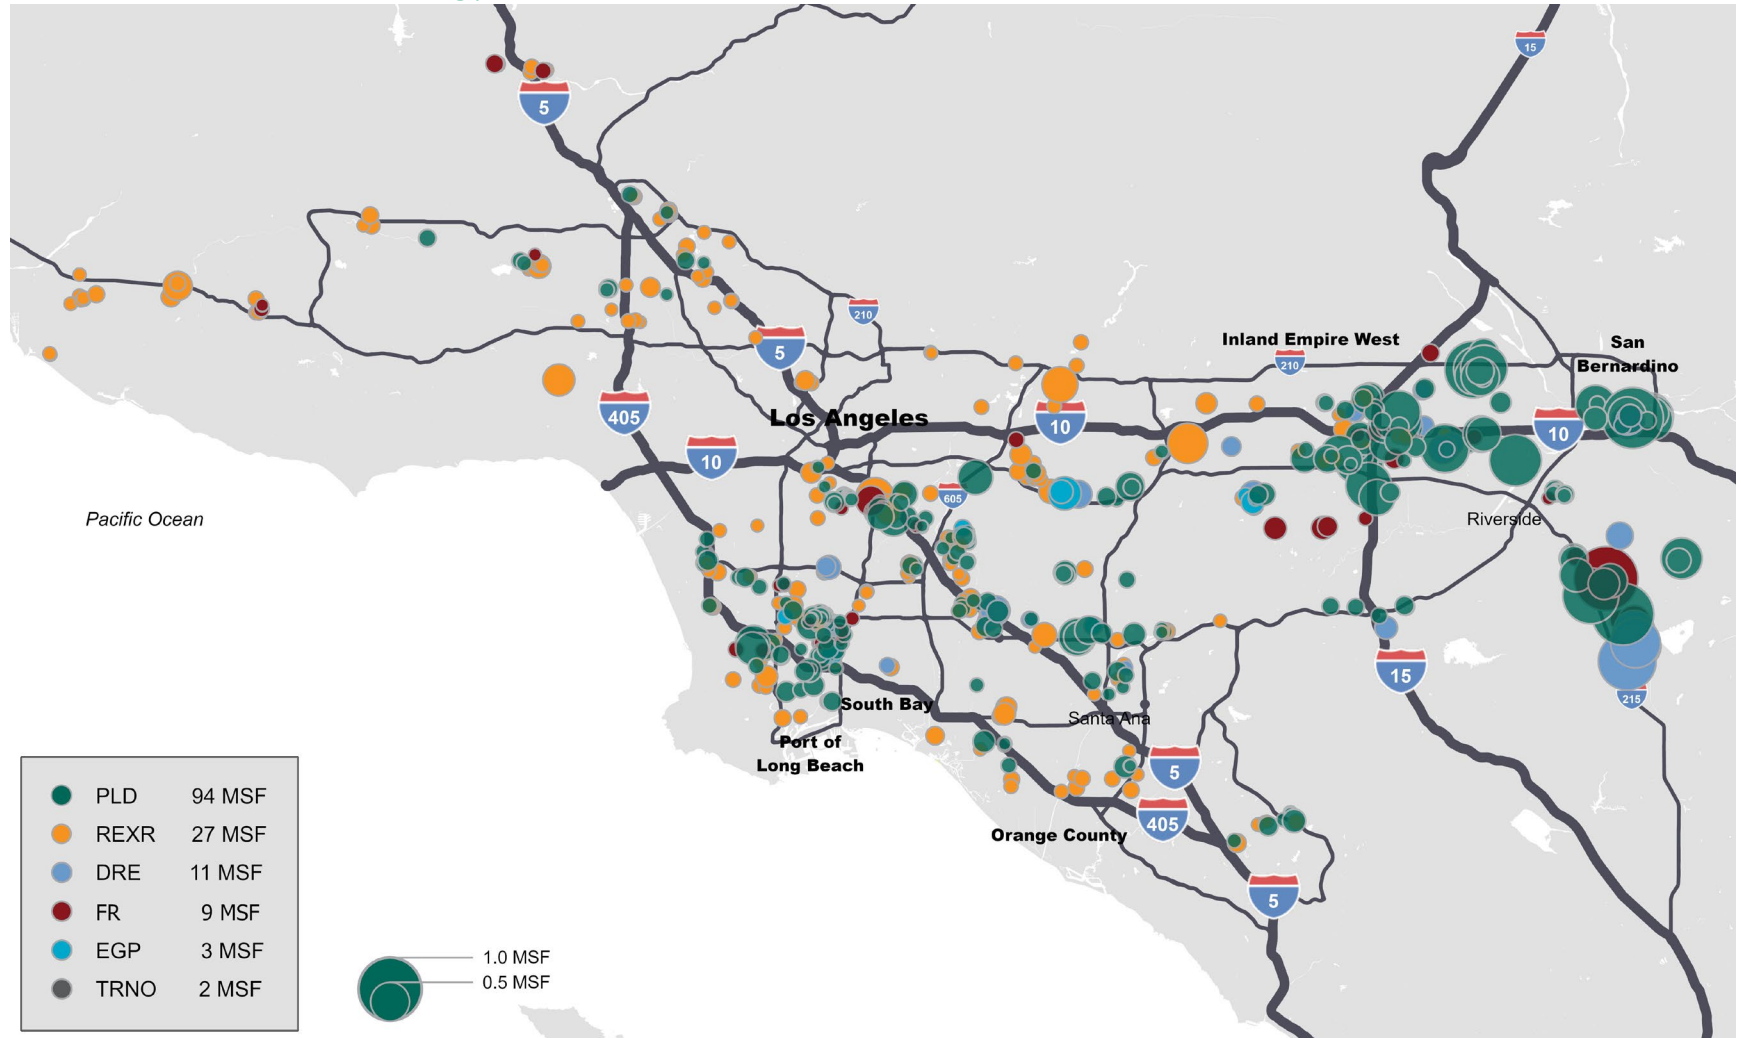 15
5
210
5
Inland Empire West
San
Bernardino
210
405
Los Angeles
10
10
10
605
Pacific Ocean
Riverside
15
215
South Bay
Santa Ana
Port of
Long Beach
5
405
Orange County
5
PLD 94 MSF
REXR 27 MSF
DRE 11 MSF
FR 9 MSF
EGP 3 MSF
TRNO 2 MSF
1.0 MSF
0.5 MSF